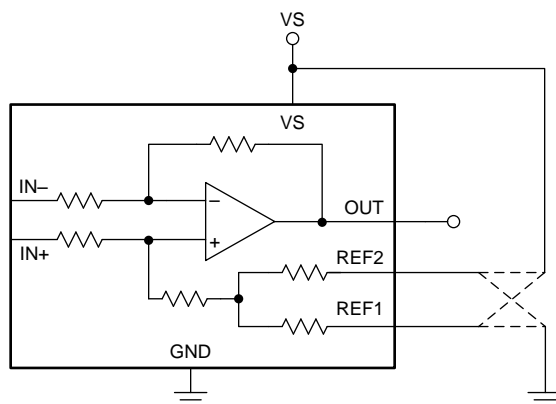 VS
VS
IN–
OUT
–
+
IN+
REF2
REF1
GND